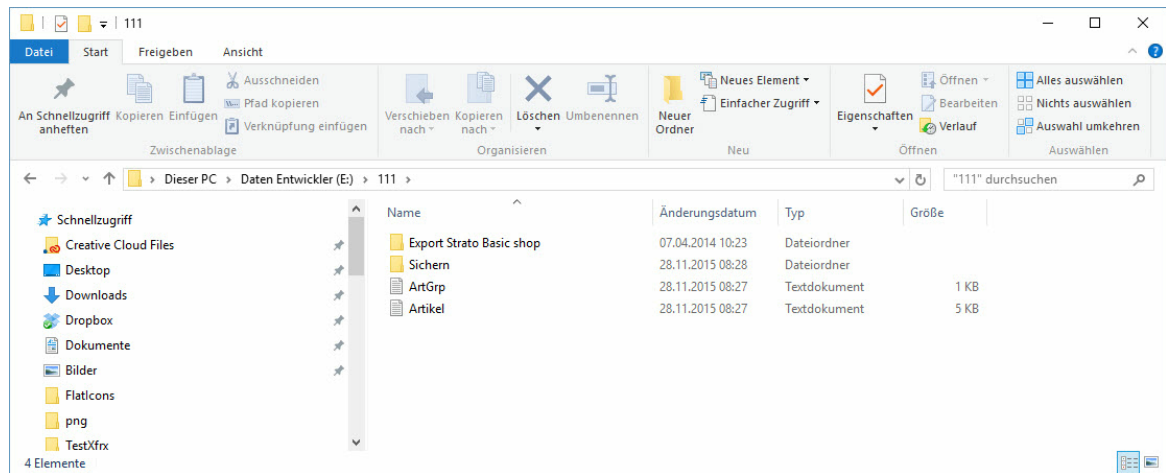 111
Datei Start Freigeben Ansicht
An Schnellzugriff anheften
Kopieren
Einfügen
Ausschneiden
Pfad kopieren
Verknüpfung einfügen
Zwischenablage
Verschieben nach
Kopieren nach
Löschen
Umbenennen
Organisieren
Neuer Ordner
Neues Element
Einfacher Zugriff
Neu
Eigenschaften
Öffnen
Bearbeiten
Verlauf
Öffnen
Alles auswählen
Nichts auswählen
Auswahl umkehren
Auswählen
Dieser PC > Daten Entwickler (E:) > 111 >
"111" durchsuchen
Schnellzugriff
Creative Cloud Files
Desktop
Downloads
Dropbox
Dokumente
Bilder
FlatIcons
png
TestXfrx
Name Änderungsdatum Typ Größe
Export Strato Basic shop 07.04.2014 10:23 Dateiordner
Sichern 28.11.2015 08:28 Dateiordner
ArtGrp 28.11.2015 08:27 Textdokument 1 KB
Artikel 28.11.2015 08:27 Textdokument 5 KB
4 Elemente